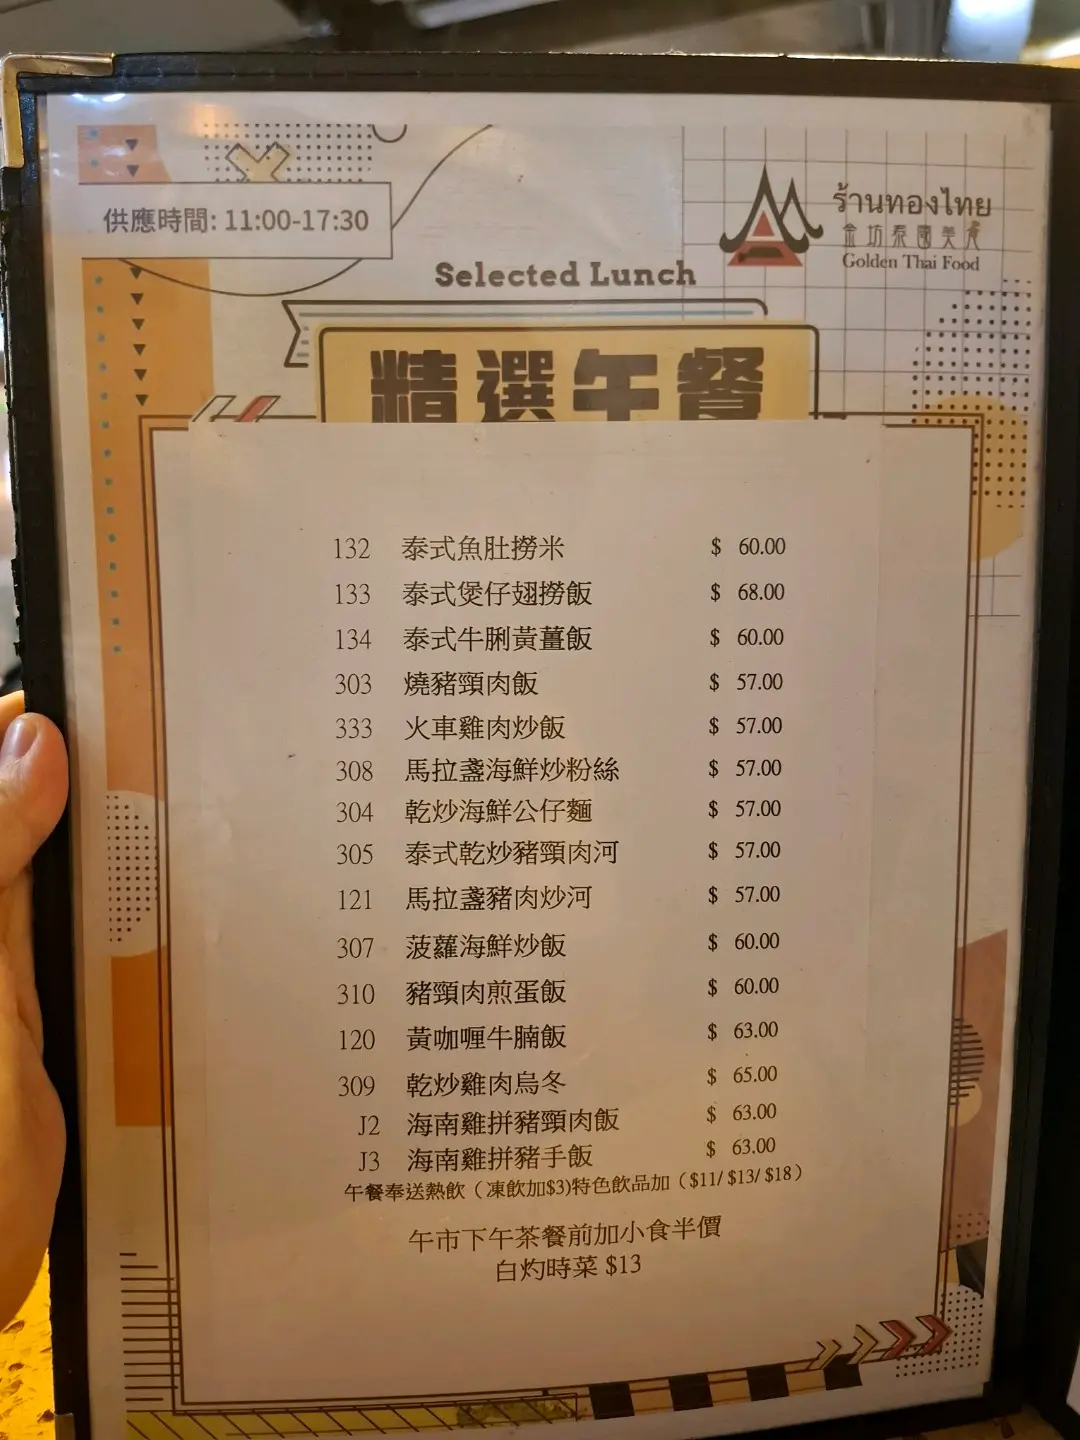 供應時間: 11:00-17:30
ร้านทองไทย
金坊泰國美食
Golden Thai Food
Selected Lunch
精選午餐
132 泰式魚肚撈米 $ 60.00
133 泰式煲仔翅撈飯 $ 68.00
134 泰式牛脷黃薑飯 $ 60.00
303 燒豬頸肉飯 $ 57.00
333 火車雞肉炒飯 $ 57.00
308 馬拉盞海鮮炒粉絲 $ 57.00
304 乾炒海鮮公仔麵 $ 57.00
305 泰式乾炒豬頸肉河 $ 57.00
121 馬拉盞豬肉炒河 $ 57.00
307 菠蘿海鮮炒飯 $ 60.00
310 豬頸肉煎蛋飯 $ 60.00
120 黃咖喱牛腩飯 $ 63.00
309 乾炒雞肉烏冬 $ 65.00
J2 海南雞拼豬頸肉飯 $ 63.00
J3 海南雞拼豬手飯 $ 63.00
午餐奉送熱飲（凍飲加$3)特色飲品加（$11/ $13/ $18）
午市下午茶餐前加小食半價
白灼時菜 $13